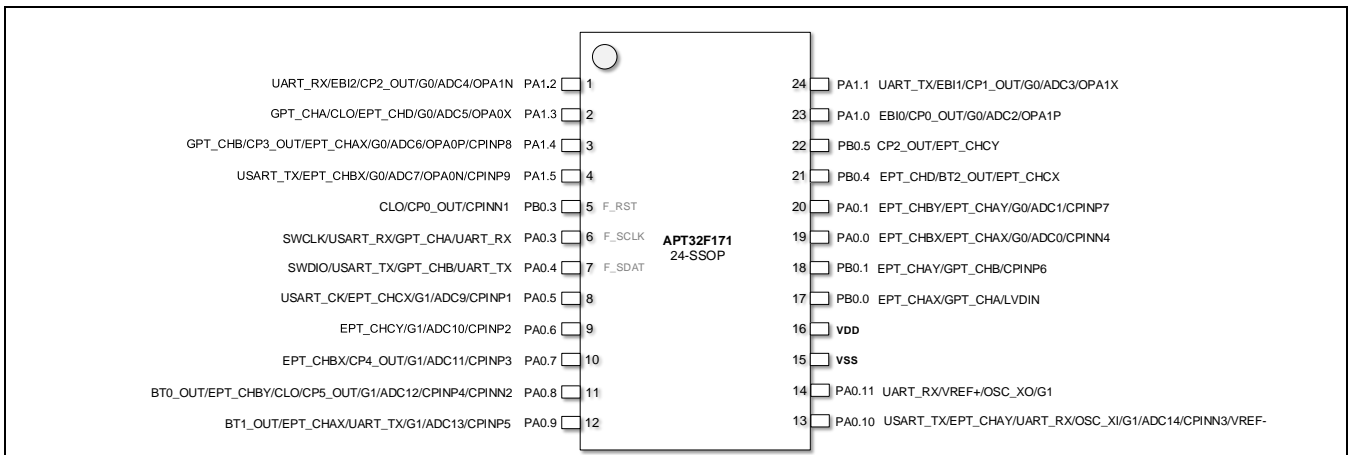 UART_RX/EBI2/CP2_OUT/G0/ADC4/OPA1N PA1.2 1
24 PA1.1 UART_TX/EBI1/CP1_OUT/G0/ADC3/OPA1X
GPT_CHA/CLO/EPT_CHD/G0/ADC5/OPA0X PA1.3 2
23 PA1.0 EBI0/CP0_OUT/G0/ADC2/OPA1P
GPT_CHB/CP3_OUT/EPT_CHAX/G0/ADC6/OPA0P/CPINP8 PA1.4 3
22 PB0.5 CP2_OUT/EPT_CHCY
USART_TX/EPT_CHBX/G0/ADC7/OPA0N/CPINP9 PA1.5 4
21 PB0.4 EPT_CHD/BT2_OUT/EPT_CHCX
CLO/CP0_OUT/CPINN1 PB0.3 5 F_RST
20 PA0.1 EPT_CHBY/EPT_CHAY/G0/ADC1/CPINP7
SWCLK/USART_RX/GPT_CHA/UART_RX PA0.3 6 F_SCLK
APT32F171
24-SSOP
19 PA0.0 EPT_CHBX/EPT_CHAX/G0/ADC0/CPINN4
SWDIO/USART_TX/GPT_CHB/UART_TX PA0.4 7 F_SDAT
18 PB0.1 EPT_CHAY/GPT_CHB/CPINP6
USART_CK/EPT_CHCX/G1/ADC9/CPINP1 PA0.5 8
17 PB0.0 EPT_CHAX/GPT_CHA/LVDIN
EPT_CHCY/G1/ADC10/CPINP2 PA0.6 9
16 VDD
EPT_CHBX/CP4_OUT/G1/ADC11/CPINP3 PA0.7 10
15 VSS
BT0_OUT/EPT_CHBY/CLO/CP5_OUT/G1/ADC12/CPINP4/CPINN2 PA0.8 11
14 PA0.11 UART_RX/VREF+/OSC_XO/G1
BT1_OUT/EPT_CHAX/UART_TX/G1/ADC13/CPINP5 PA0.9 12
13 PA0.10 USART_TX/EPT_CHAY/UART_RX/OSC_XI/G1/ADC14/CPINN3/VREF-